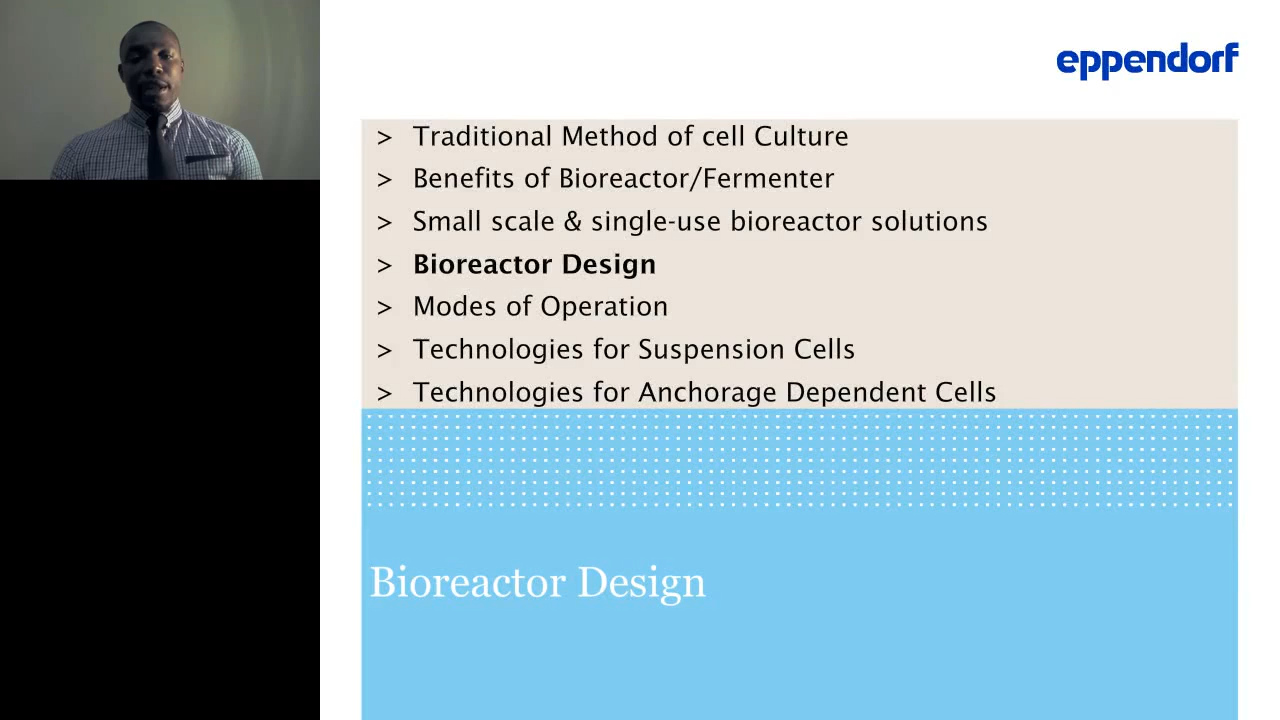 eppendorf
> Traditional Method of cell Culture
> Benefits of Bioreactor/Fermenter
> Small scale & single-use bioreactor solutions
> Bioreactor Design
> Modes of Operation
> Technologies for Suspension Cells
> Technologies for Anchorage Dependent Cells
Bioreactor Design